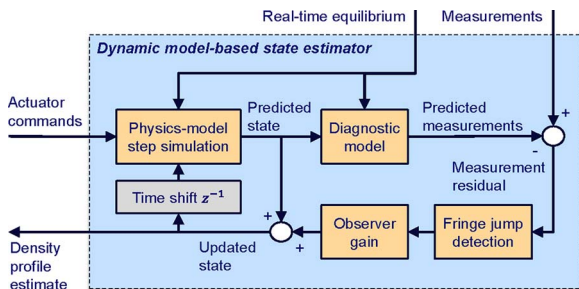 Real-time equilibrium
Measurements
Dynamic model-based state estimator
Actuator
commands
Physics-model
step simulation
Predicted
state
Diagnostic
model
Predicted
measurements
+
-
Measurement
residual
Time shift z⁻¹
Density
profile
estimate
Updated
state
+
+
Observer
gain
Fringe jump
detection